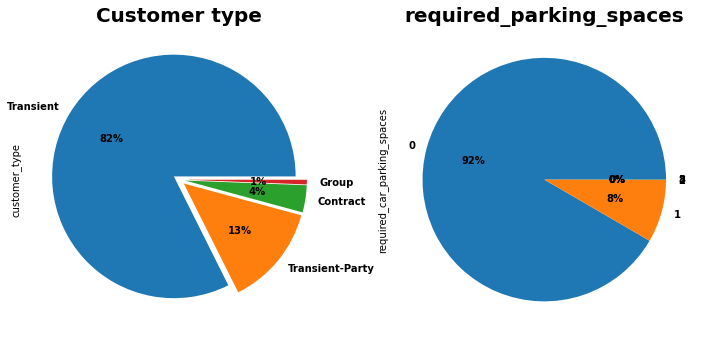 Customer type
Transient
82%
customer_type
1%
Group
4%
Contract
13%
Transient-Party
required_parking_spaces
0
92%
required_car_parking_spaces
0%
8%
1